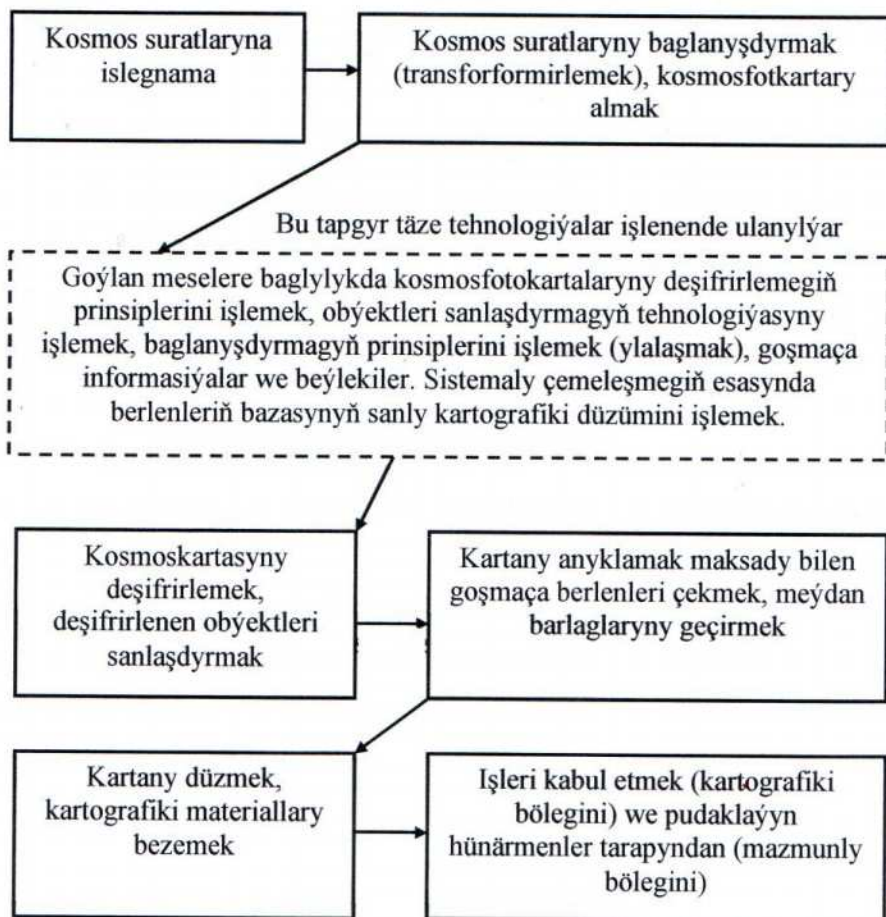 Kosmos suratlaryna
islegnama
Kosmos suratlaryny baglanyşdyrmak
(transformirlemek), kosmosfotkartary
almak
Bu tapgyr täze tehnologiýalar işlenende ulanylýar
Goýlan meselere baglylykda kosmosfotokartalaryny deşifrirlemegiň
prinsiplerini işlemek, obýektleri sanlaşdyrmagyň tehnologiýasyny
işlemek, baglanyşdyrmagyň prinsiplerini işlemek (ylalaşmak), goşmaça
informasiýalar we beýlekiler. Sistemaly çemeleşmegiň esasynda
berlenleriň bazasynyň sanly kartografiki düzümini işlemek.
Kosmoskartasyny
deşifrirlemek,
deşifrirlenen obýektleri
sanlaşdyrmak
Kartany anyklamak maksady bilen
goşmaça berlenleri çekmek, meýdan
barlaglaryny geçirmek
Kartany düzmek,
kartografiki materiallary
bezemek
Işleri kabul etmek (kartografiki
bölegini) we pudaklaýyn
hünärmenler tarapyndan (mazmunly
bölegini)